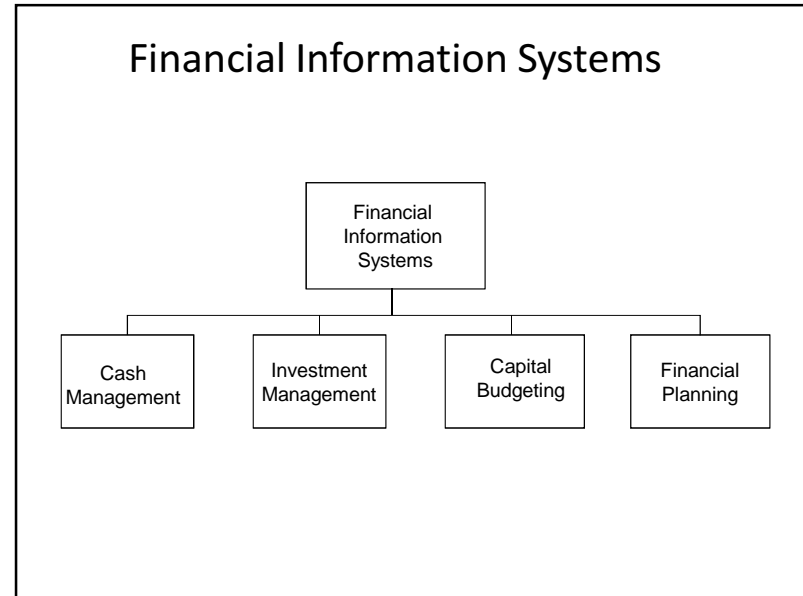 Financial Information Systems
Financial
Information
Systems
Cash
Management
Investment
Management
Capital
Budgeting
Financial
Planning